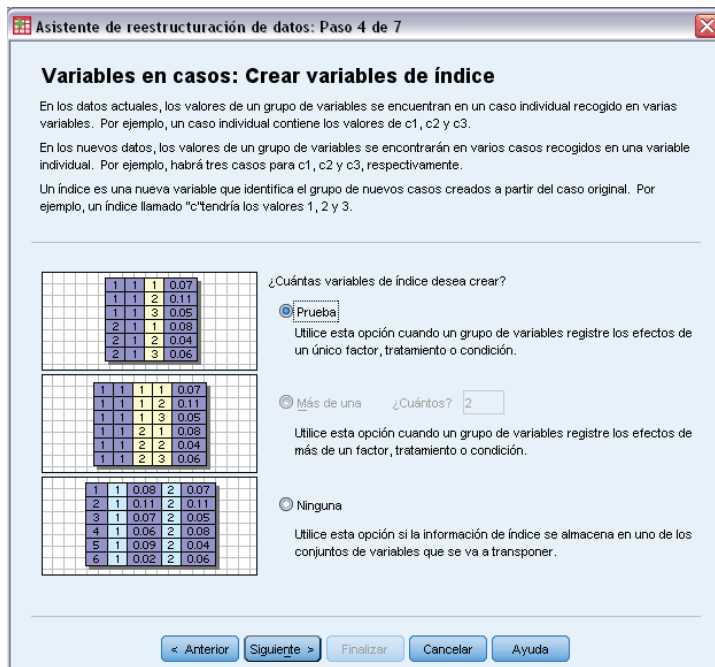 Asistente de reestructuración de datos: Paso 4 de 7
Variables en casos: Crear variables de índice
En los datos actuales, los valores de un grupo de variables se encuentran en un caso individual recogido en varias
variables. Por ejemplo, un caso individual contiene los valores de c1, c2 y c3.
En los nuevos datos, los valores de un grupo de variables se encontrarán en varios casos recogidos en una variable
individual. Por ejemplo, habrá tres casos para c1, c2 y c3, respectivamente.
Un índice es una nueva variable que identifica el grupo de nuevos casos creados a partir del caso original. Por
ejemplo, un índice llamado "c"tendría los valores 1, 2 y 3.
1 1 1 0.07
1 1 2 0.11
1 1 3 0.05
2 1 1 0.08
2 1 2 0.04
2 1 3 0.06
¿Cuántas variables de índice desea crear?
Prueba
Utilice esta opción cuando un grupo de variables registre los efectos de
un único factor, tratamiento o condición.
1 1 1 1 0.07
1 1 1 2 0.11
1 1 1 3 0.05
1 1 2 1 0.08
1 1 2 2 0.04
1 1 2 3 0.06
Más de una ¿Cuántos? 2
Utilice esta opción cuando un grupo de variables registre los efectos de
más de un factor, tratamiento o condición.
1 1 0.08 2 0.07
2 1 0.11 2 0.11
3 1 0.07 2 0.05
4 1 0.06 2 0.08
5 1 0.09 2 0.04
6 1 0.02 2 0.06
Ninguna
Utilice esta opción si la información de índice se almacena en uno de los
conjuntos de variables que se va a transponer.
< Anterior Siguiente > Finalizar Cancelar Ayuda